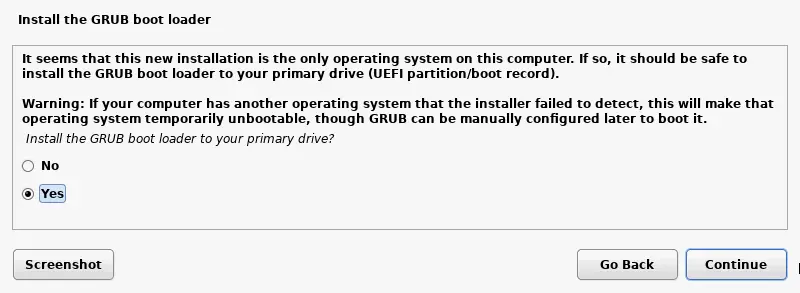 Install the GRUB boot loader
It seems that this new installation is the only operating system on this computer. If so, it should be safe to
install the GRUB boot loader to your primary drive (UEFI partition/boot record).
Warning: If your computer has another operating system that the installer failed to detect, this will make that
operating system temporarily unbootable, though GRUB can be manually configured later to boot it.
Install the GRUB boot loader to your primary drive?
No
Yes
Screenshot
Go Back
Continue